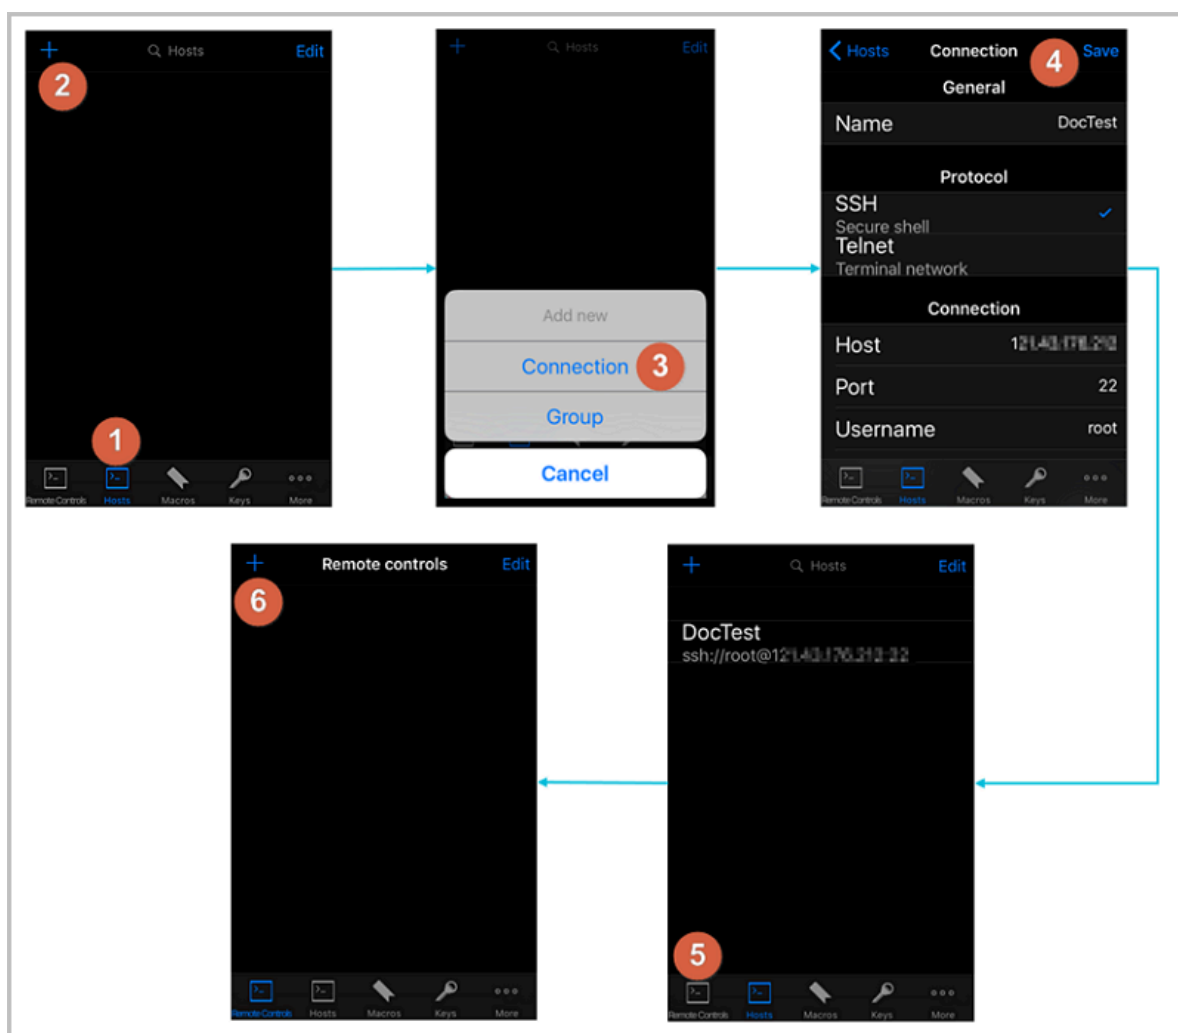 Hosts
Edit
2
1
Remote Controls
Hosts
Macros
Keys
More
Hosts
Edit
Add new
Connection
3
Group
Cancel
Hosts
Connection
4
Save
General
Name
DocTest
Protocol
SSH
Secure shell
Telnet
Terminal network
Connection
Host
Port
22
Username
root
Remote Controls
Hosts
Macros
Keys
More
Remote controls
Edit
6
Remote Controls
Hosts
Macros
Keys
More
Hosts
Edit
DocTest
ssh://root@
5
Remote Controls
Hosts
Macros
Keys
More